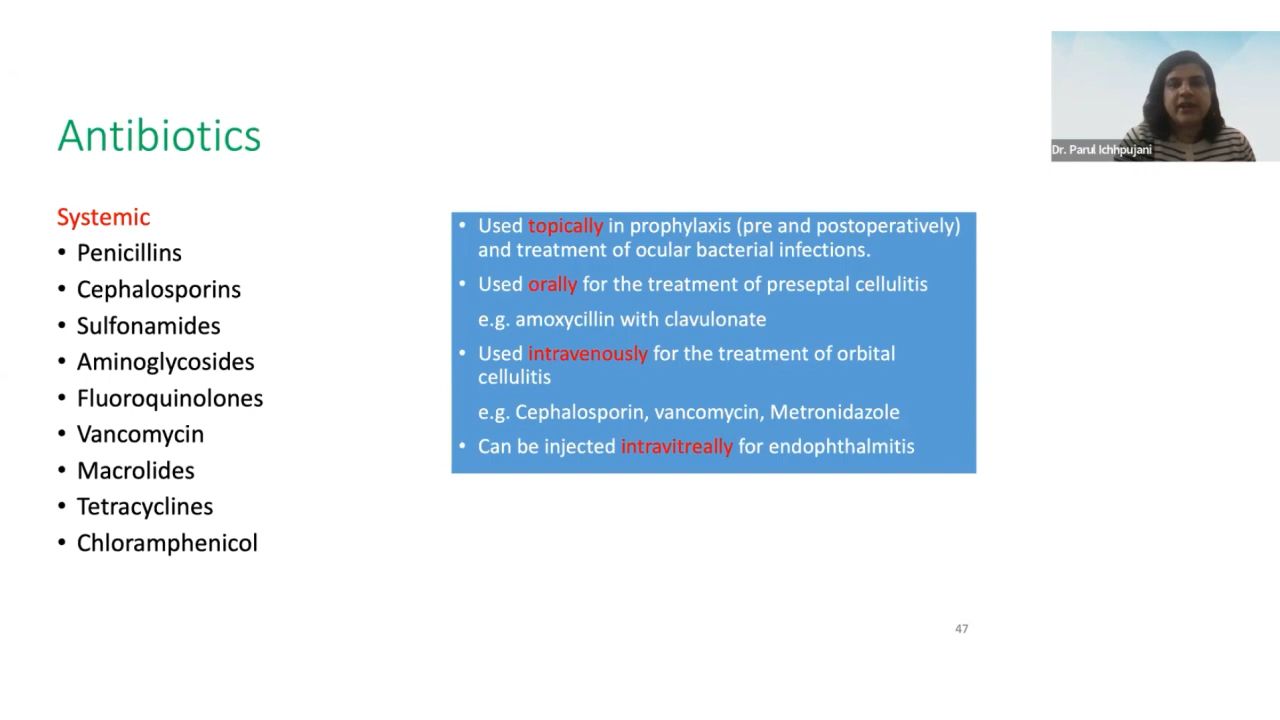 Antibiotics
Dr. Parul Ichhpujani
Systemic
• Penicillins
• Cephalosporins
• Sulfonamides
• Aminoglycosides
• Fluoroquinolones
• Vancomycin
• Macrolides
• Tetracyclines
• Chloramphenicol
• Used topically in prophylaxis (pre and postoperatively)
and treatment of ocular bacterial infections.
• Used orally for the treatment of preseptal cellulitis
e.g. amoxycillin with clavulonate
• Used intravenously for the treatment of orbital
cellulitis
e.g. Cephalosporin, vancomycin, Metronidazole
• Can be injected intravitreally for endophthalmitis
47